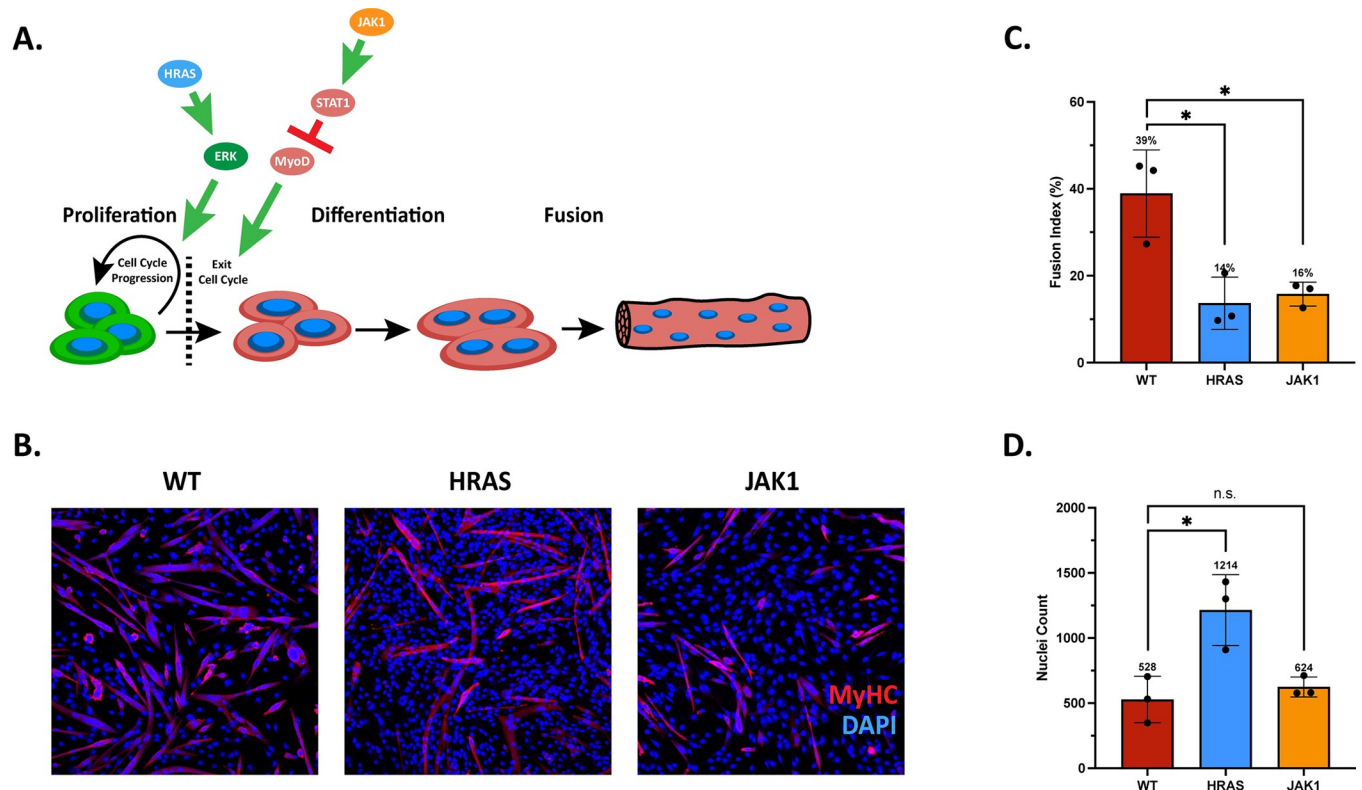 A.
JAK1
HRAS
STAT1
ERK
MyoD
Proliferation
Differentiation
Fusion
Cell Cycle
Progression
Exit
Cell Cycle
B.
WT
HRAS
JAK1
MyHC
DAPI
C.
*
*
60
40
20
0
Fusion Index (%)
39%
14%
16%
WT
HRAS
JAK1
D.
n.s.
*
2000
1500
1000
500
0
Nuclei Count
528
1214
624
WT
HRAS
JAK1